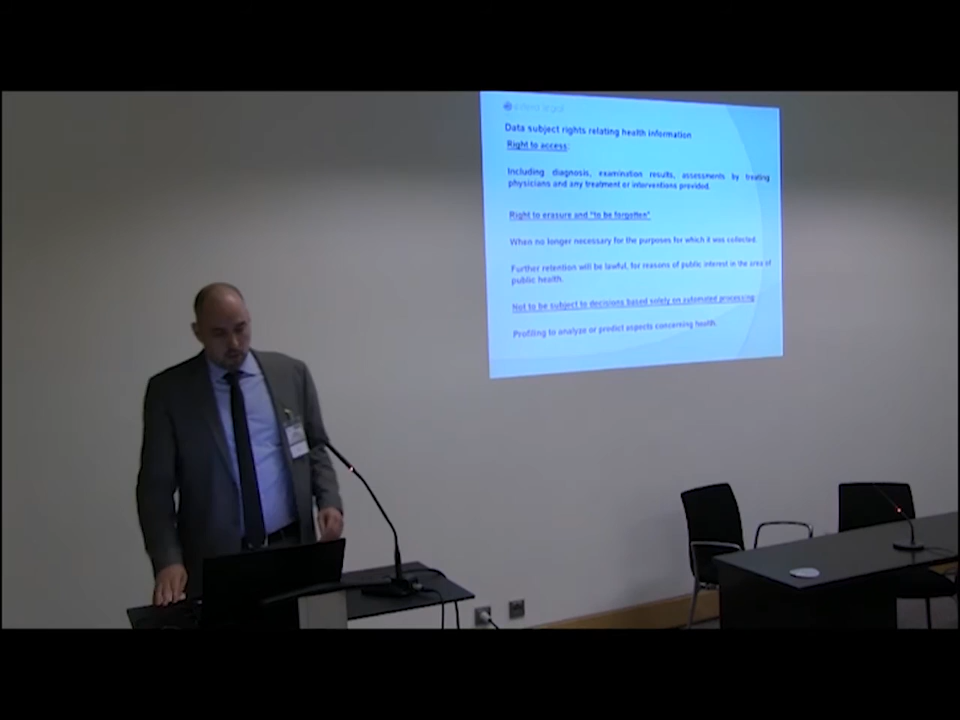 legal
Data subject rights relating health information
Right to access:
Including diagnosis, examination results, assessments by treating
physicians and any treatment or interventions provided.
Right to erasure and "to be forgotten"
When no longer necessary for the purposes for which it was collected.
Further retention will be lawful, for reasons of public interest in the area of
public health.
Not to be subject to decisions based solely on automated processing
Profiling to analyze or predict aspects concerning health.